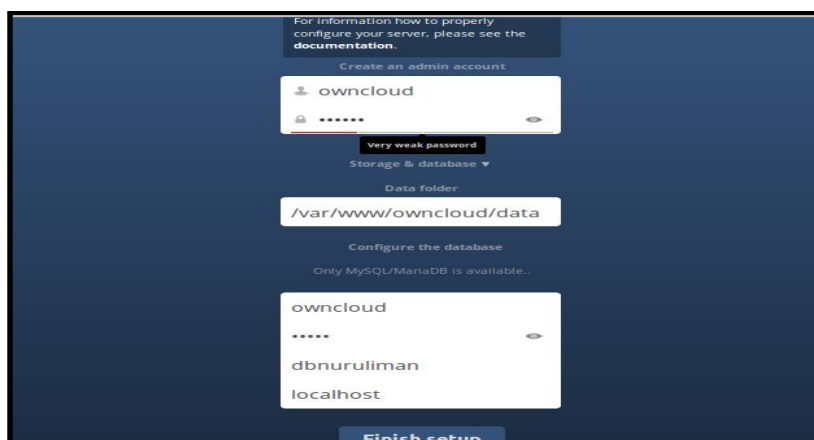 For information how to properly
configure your server, please see the
documentation.
Create an admin account
owncloud
••••••
Very weak password
Storage & database ▾
Data folder
/var/www/owncloud/data
Configure the database
Only MySQL/MariaDB is available..
owncloud
•••••
dbnuruliman
localhost
Finish setup